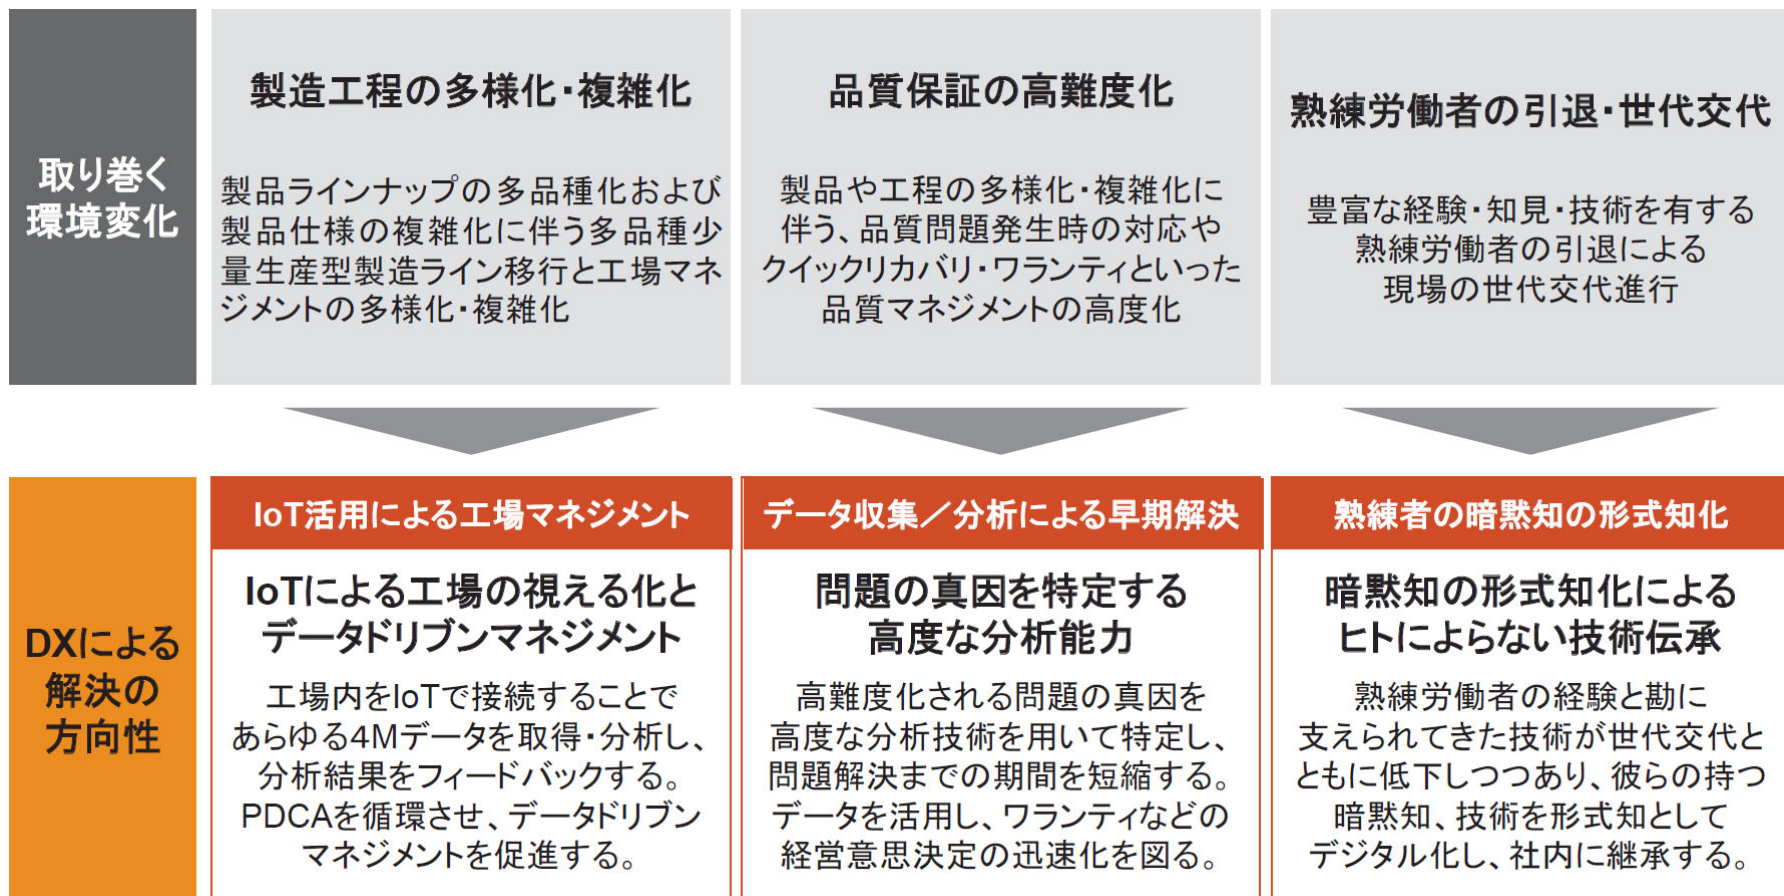 取り巻く
環境変化
製造工程の多様化・複雑化
製品ラインナップの多品種化および
製品仕様の複雑化に伴う多品種少
量生産型製造ライン移行と工場マネ
ジメントの多様化・複雑化
品質保証の高難度化
製品や工程の多様化・複雑化に
伴う、品質問題発生時の対応や
クイックリカバリ・ワランティといった
品質マネジメントの高度化
熟練労働者の引退・世代交代
豊富な経験・知見・技術を有する
熟練労働者の引退による
現場の世代交代進行
DXによる
解決の
方向性
IoT活用による工場マネジメント
IoTによる工場の視える化と
データドリブンマネジメント
工場内をIoTで接続することで
あらゆる4Mデータを取得・分析し、
分析結果をフィードバックする。
PDCAを循環させ、データドリブン
マネジメントを促進する。
データ収集／分析による早期解決
問題の真因を特定する
高度な分析能力
高難度化される問題の真因を
高度な分析技術を用いて特定し、
問題解決までの期間を短縮する。
データを活用し、ワランティなどの
経営意思決定の迅速化を図る。
熟練者の暗黙知の形式知化
暗黙知の形式知化による
ヒトによらない技術伝承
熟練労働者の経験と勘に
支えられてきた技術が世代交代と
ともに低下しつつあり、彼らの持つ
暗黙知、技術を形式知として
デジタル化し、社内に継承する。